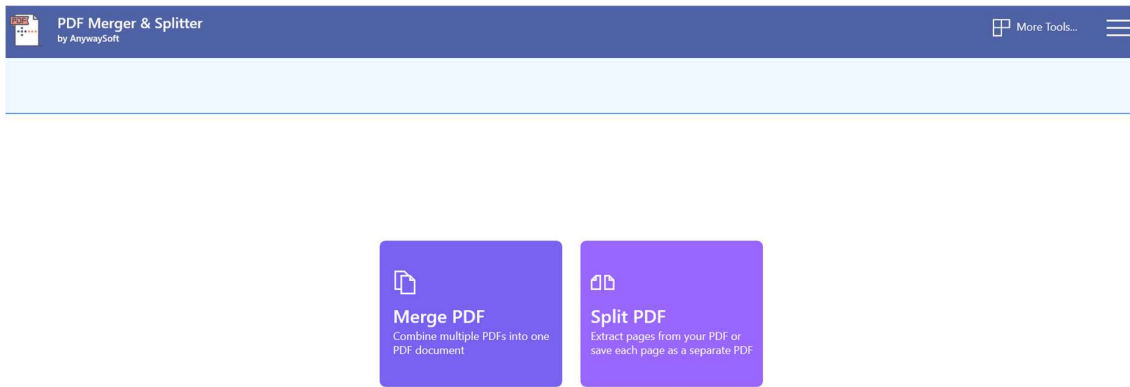 PDF
PDF Merger & Splitter
by AnywaySoft
More Tools...
Merge PDF
Combine multiple PDFs into one
PDF document
Split PDF
Extract pages from your PDF or
save each page as a separate PDF